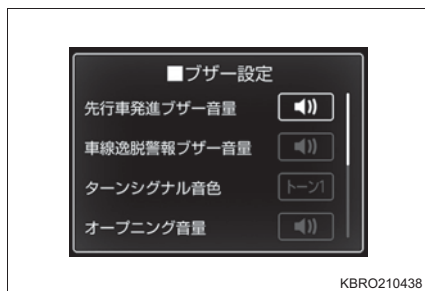 ■ブザー設定
先行車発進ブザー音量
車線逸脱警報ブザー音量
ターンシグナル音色
トーン1
オープニング音量
KBRO210438